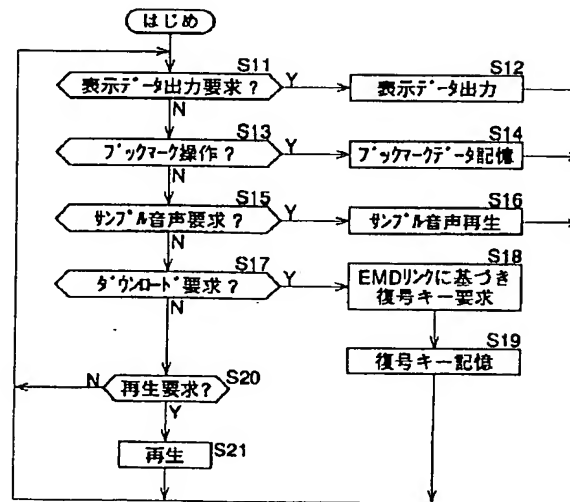 はじめ
S11
表示データ出力要求?
Y
S12
表示データ出力
N
S13
ブックマーク操作?
Y
S14
ブックマークデータ記憶
N
S15
サンプル音声要求?
Y
S16
サンプル音声再生
N
S17
ダウンロード要求?
Y
S18
EMDリンクに基づき
復号キー要求
N
S19
復号キー記憶
N
再生要求?
S20
Y
再生
S21